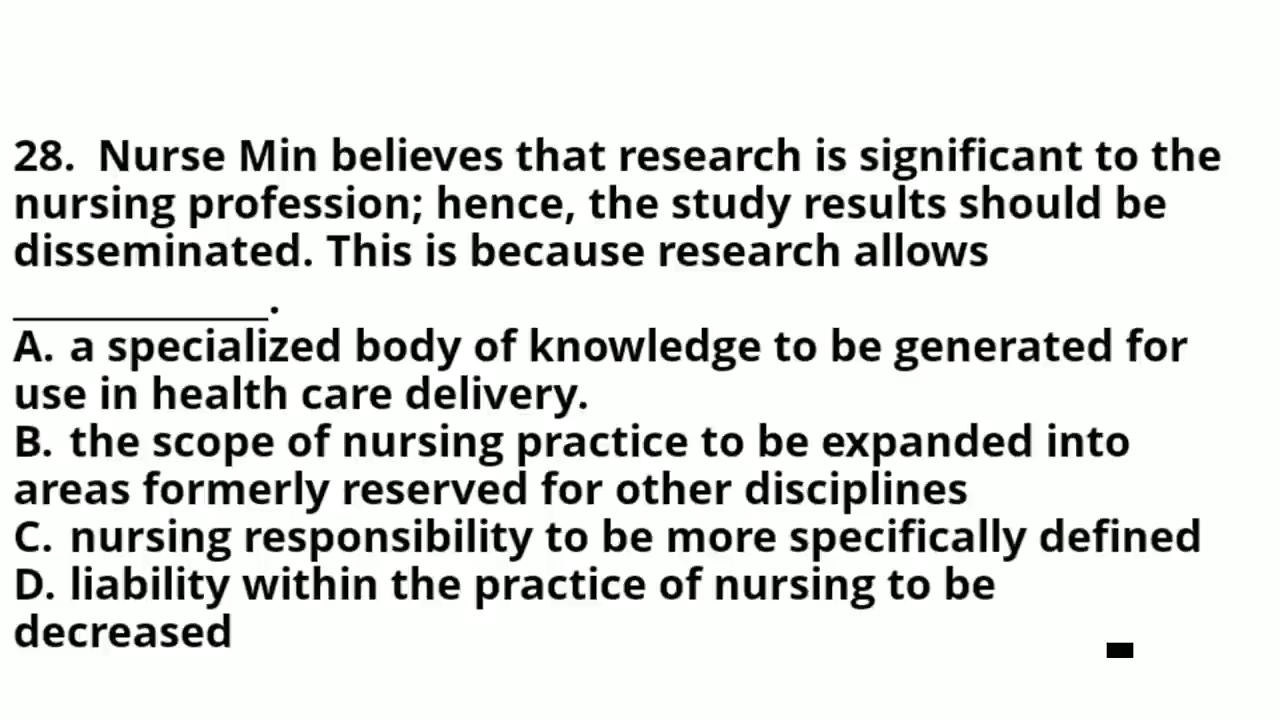 28. Nurse Min believes that research is significant to the
nursing profession; hence, the study results should be
disseminated. This is because research allows
______________.
A. a specialized body of knowledge to be generated for
use in health care delivery.
B. the scope of nursing practice to be expanded into
areas formerly reserved for other disciplines
C. nursing responsibility to be more specifically defined
D. liability within the practice of nursing to be
decreased